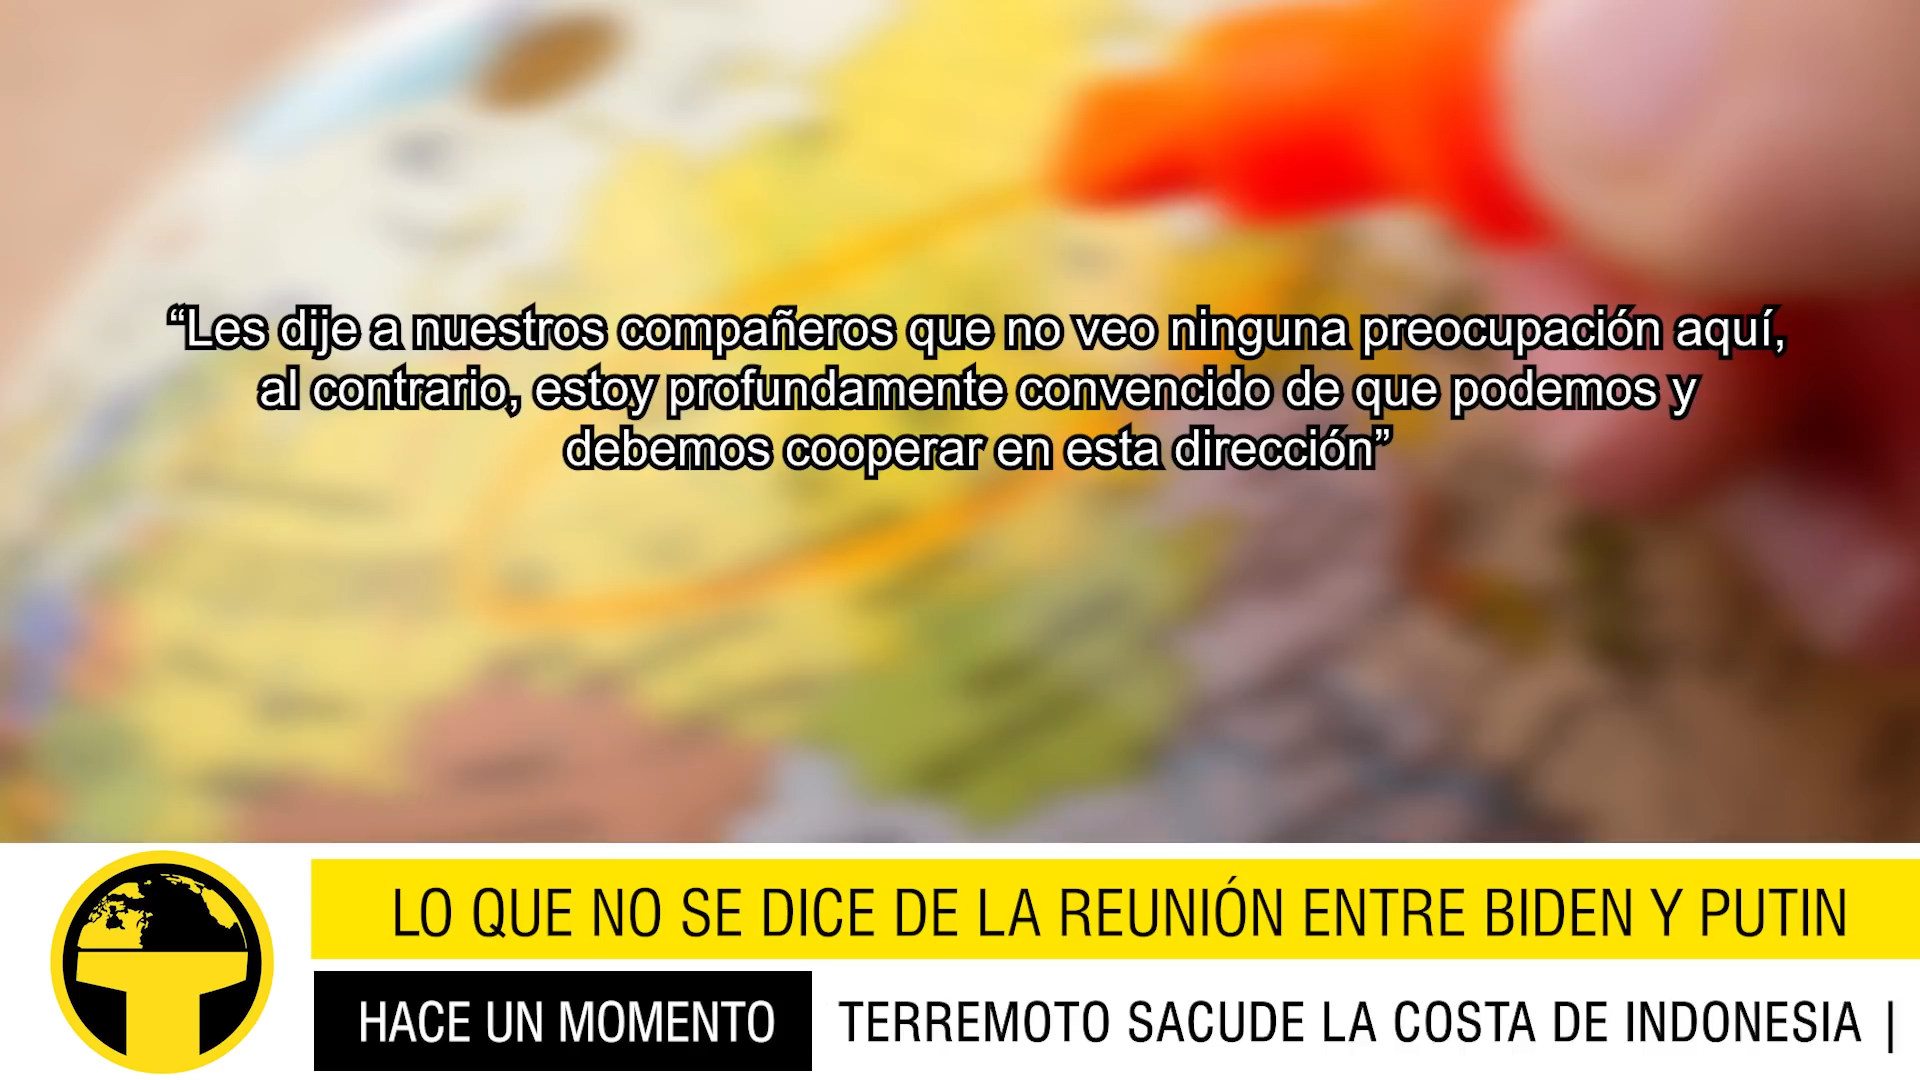 “Les dije a nuestros compañeros que no veo ninguna preocupación aquí,
al contrario, estoy profundamente convencido de que podemos y
debemos cooperar en esta dirección”
LO QUE NO SE DICE DE LA REUNIÓN ENTRE BIDEN Y PUTIN
HACE UN MOMENTO
TERREMOTO SACUDE LA COSTA DE INDONESIA |